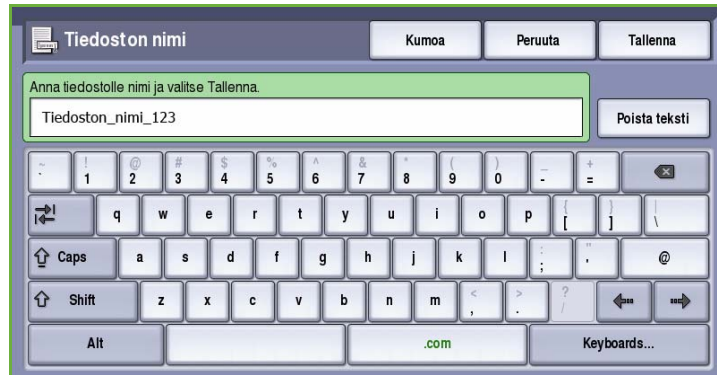 Tiedoston nimi Kumoa Peruuta Tallenna
Anna tiedostolle nimi ja valitse Tallenna.
Tiedoston_nimi_123 Poista teksti
~ ! @ # $ % ^ & * ( ) _ +
` 1 2 3 4 5 6 7 8 9 0 - =
q w e r t y u i o p { [ } ] | \
Caps a s d f g h j k l : ; " ' @
Shift z x c v b n m < , > . ? /
Alt .com Keyboards...